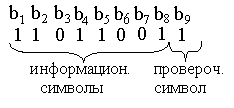 b₁ b₂ b₃ b₄ b₅ b₆ b₇ b₈ b₉
1 1 0 1 1 0 0 1 1
информацион. провероч.
символы символ